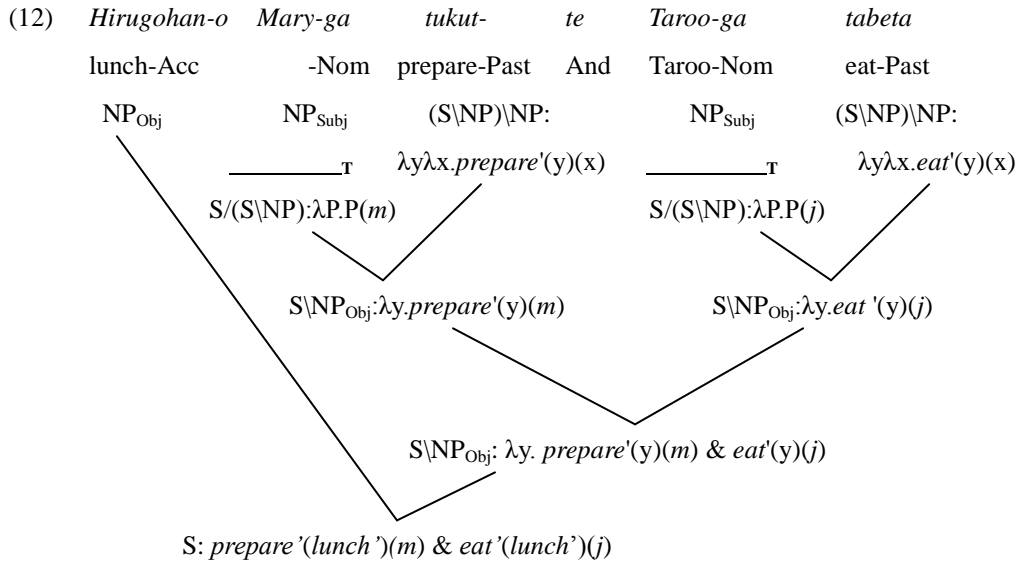 (12) Hirugohan-o Mary-ga tukut- te Taroo-ga tabeta
lunch-Acc -Nom prepare-Past And Taroo-Nom eat-Past
NPObj NPSubj (S\NP)\NP: NPSubj (S\NP)\NP:
T λyλx.prepare'(y)(x) T λyλx.eat'(y)(x)
S/(S\NP):λP.P(m) S/(S\NP):λP.P(j)
S\NPObj:λy.prepare'(y)(m) S\NPObj:λy.eat '(y)(j)
S\NPObj: λy. prepare'(y)(m) & eat'(y)(j)
S: prepare’(lunch’)(m) & eat’(lunch’)(j)